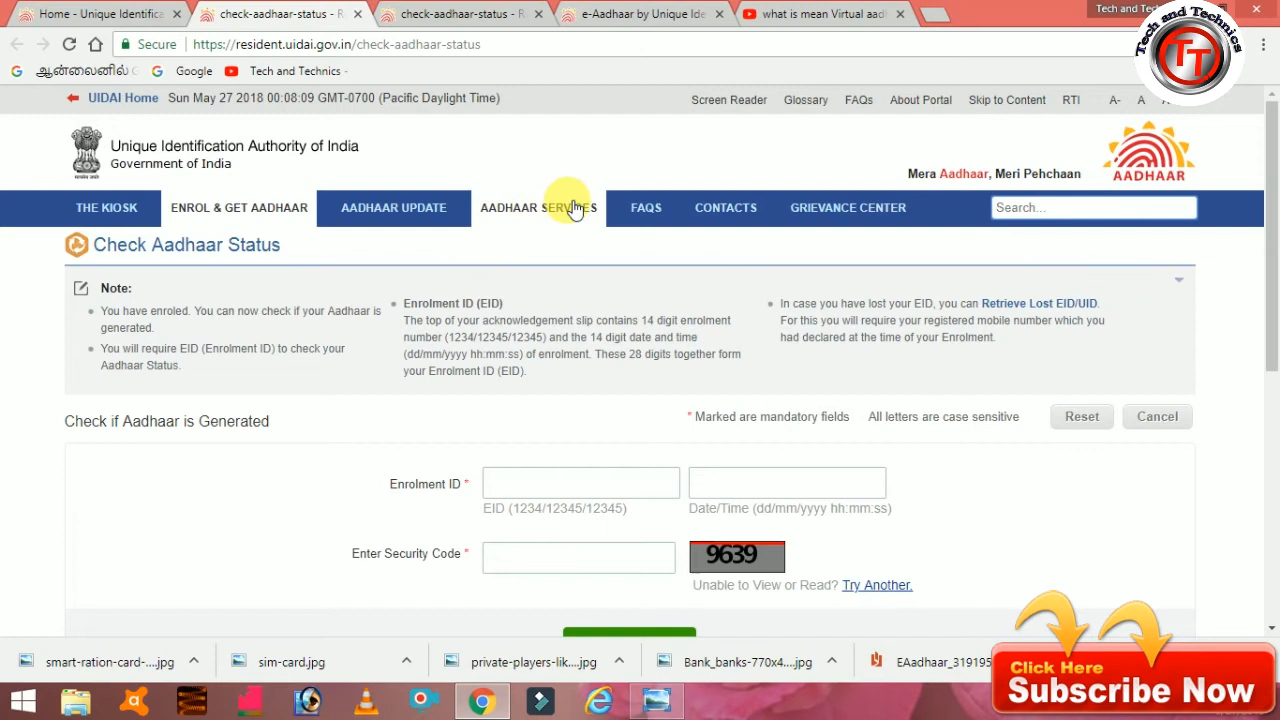 Home - Unique Identifica
check-aadhaar-status - R
check-aadhaar-status - R
e-Aadhaar by Unique Ide
what is mean Virtual aad
Tech and Technics
Secure
https://resident.uidai.gov.in/check-aadhaar-status
ஆன்லைனில்
Google
Tech and Technics -
TT
UIDAI Home
Sun May 27 2018 00:08:09 GMT-0700 (Pacific Daylight Time)
Screen Reader
Glossary
FAQs
About Portal
Skip to Content
RTI
A-
A
Unique Identification Authority of India
Government of India
Mera Aadhaar, Meri Pehchaan
AADHAAR
THE KIOSK
ENROL & GET AADHAAR
AADHAAR UPDATE
AADHAAR SERVICES
FAQS
CONTACTS
GRIEVANCE CENTER
Search...
Check Aadhaar Status
Note:
You have enroled. You can now check if your Aadhaar is
generated.
You will require EID (Enrolment ID) to check your
Aadhaar Status.
Enrolment ID (EID)
The top of your acknowledgement slip contains 14 digit enrolment
number (1234/12345/12345) and the 14 digit date and time
(dd/mm/yyyy hh:mm:ss) of enrolment. These 28 digits together form
your Enrolment ID (EID).
In case you have lost your EID, you can Retrieve Lost EID/UID.
For this you will require your registered mobile number which you
had declared at the time of your Enrolment.
Check if Aadhaar is Generated
* Marked are mandatory fields
All letters are case sensitive
Reset
Cancel
Enrolment ID *
EID (1234/12345/12345)
Date/Time (dd/mm/yyyy hh:mm:ss)
Enter Security Code *
9639
Unable to View or Read? Try Another.
smart-ration-card-....jpg
sim-card.jpg
private-players-lik....jpg
Bank_banks-770x4....jpg
EAadhaar_319195
Click Here
Subscribe Now